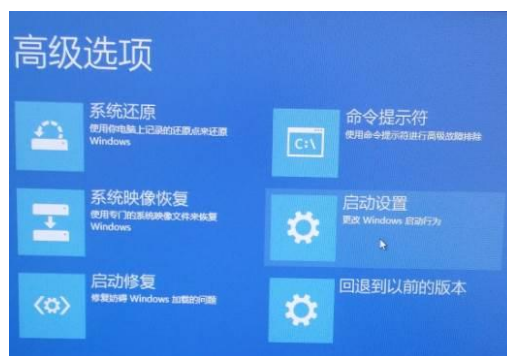 高级选项
系统还原
使用你电脑上记录的还原点来还原
Windows
命令提示符
使用命令提示符进行高级故障排除
C:\
系统映像恢复
使用专门的系统映像文件来恢复
Windows
启动设置
更改 Windows 启动行为
启动修复
修复妨碍 Windows 加载的问题
回退到以前的版本